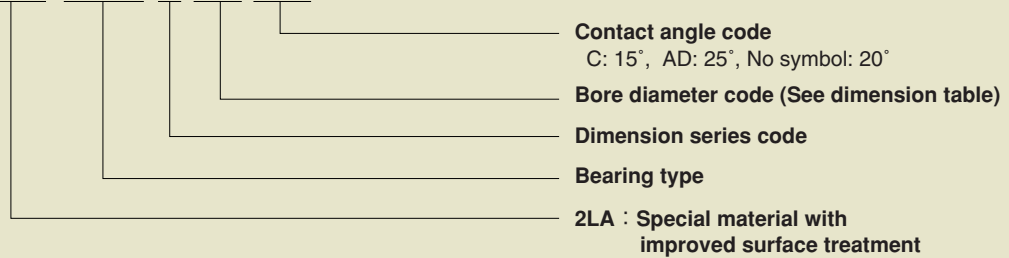 Contact angle code
C: 15˚, AD: 25˚, No symbol: 20˚
Bore diameter code (See dimension table)
Dimension series code
Bearing type
2LA : Special material with
improved surface treatment